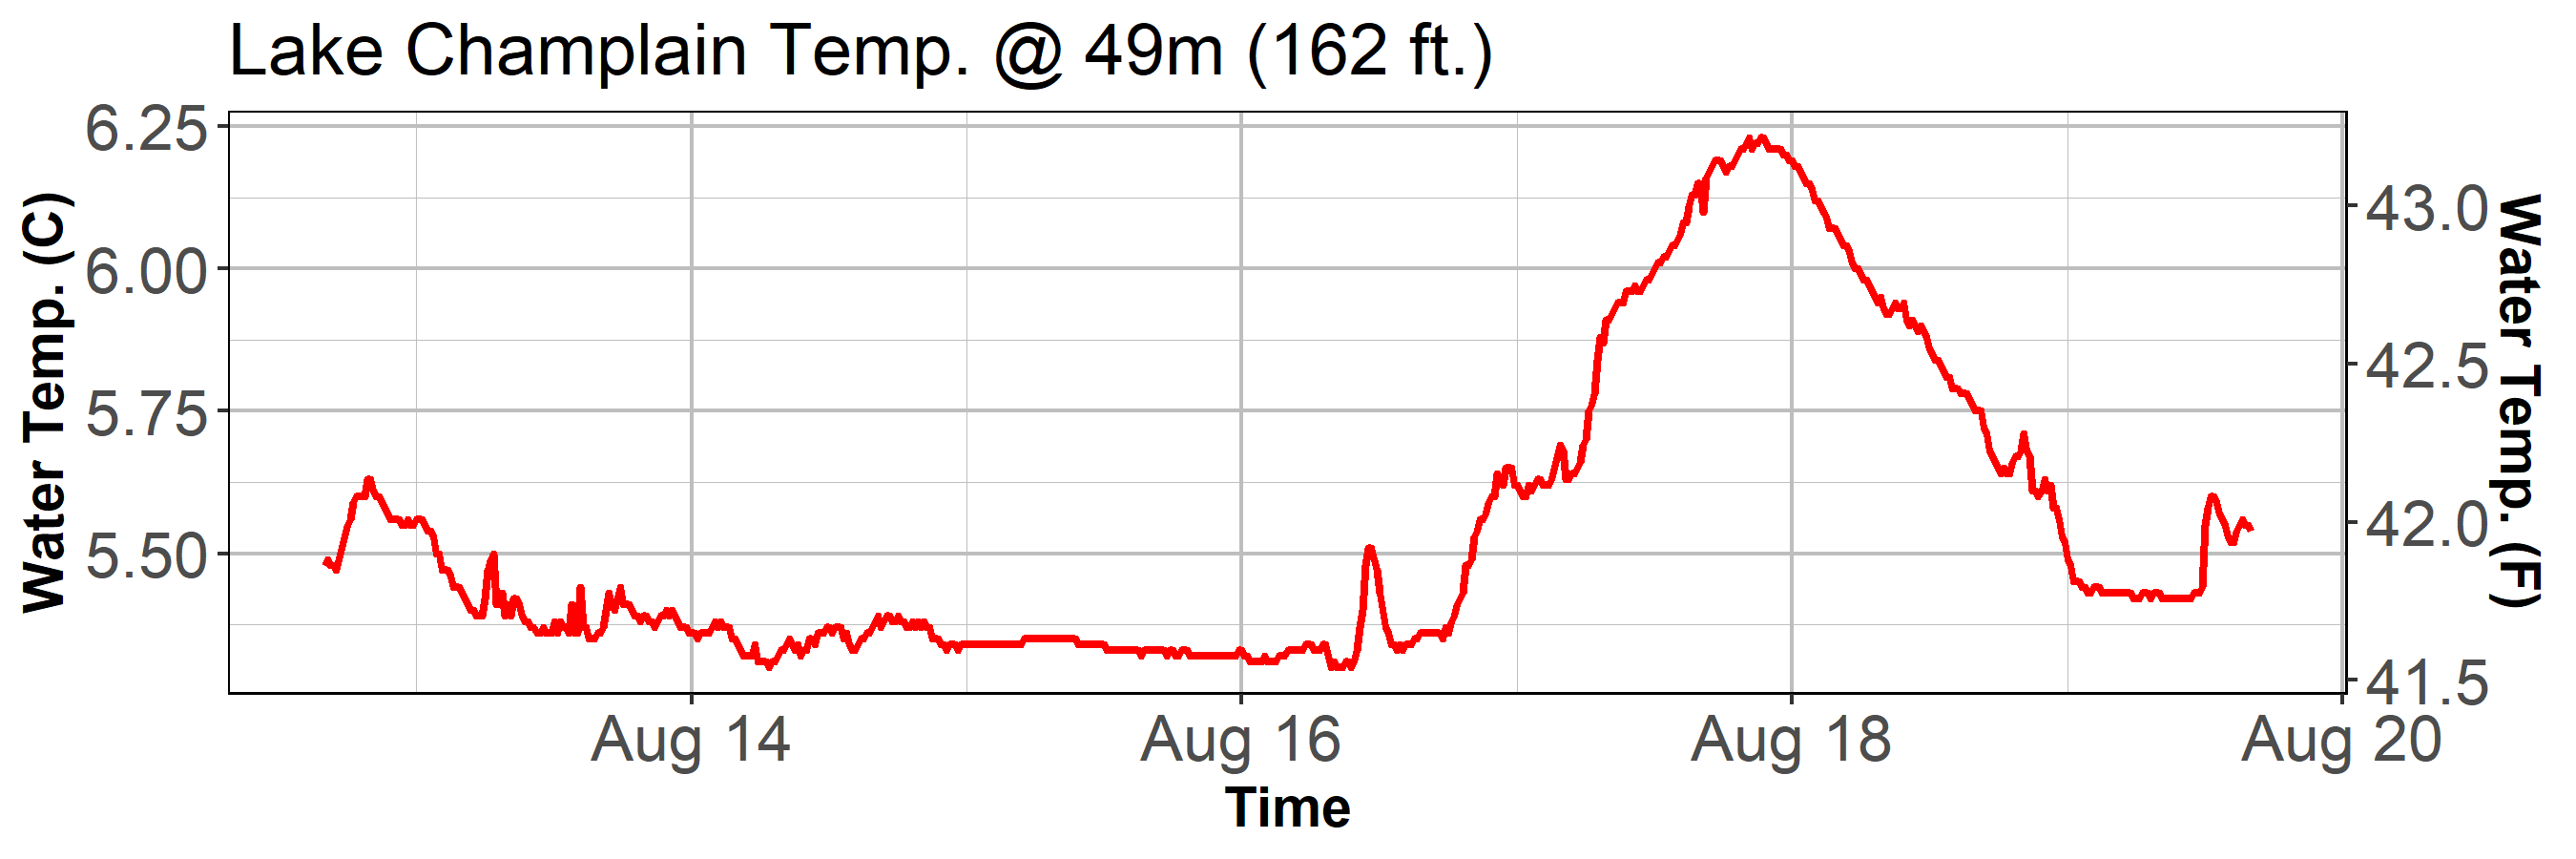 Lake Champlain Temp. @ 49m (162 ft.)
Water Temp. (C)
6.25
6.00
5.75
5.50
43.0
42.5
42.0
41.5
Water Temp. (F)
Aug 14
Aug 16
Aug 18
Aug 20
Time